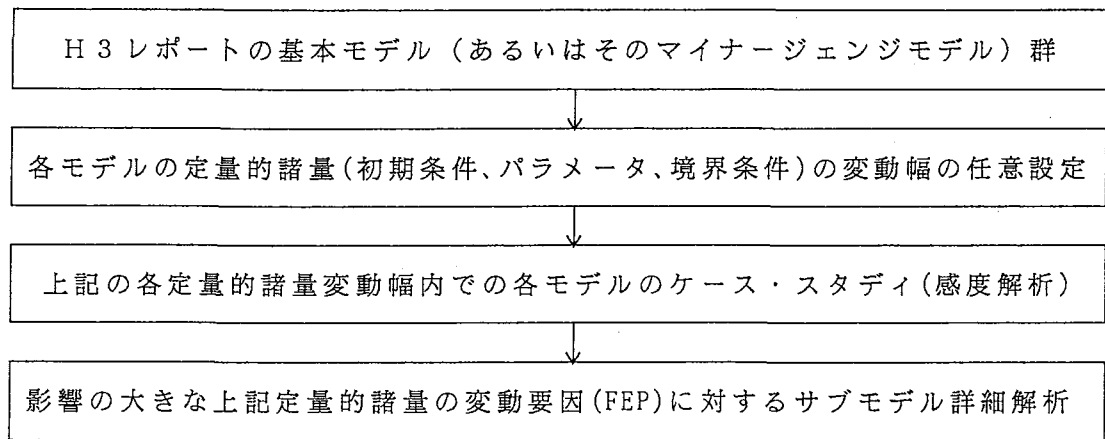 H3レポートの基本モデル(あるいはそのマイナージェンジモデル)群
各モデルの定量的諸量(初期条件、パラメータ、境界条件)の変動幅の任意設定
上記の各定量的諸量変動幅内での各モデルのケース・スタディ(感度解析)
影響の大きな上記定量的諸量の変動要因(FEP)に対するサブモデル詳細解析